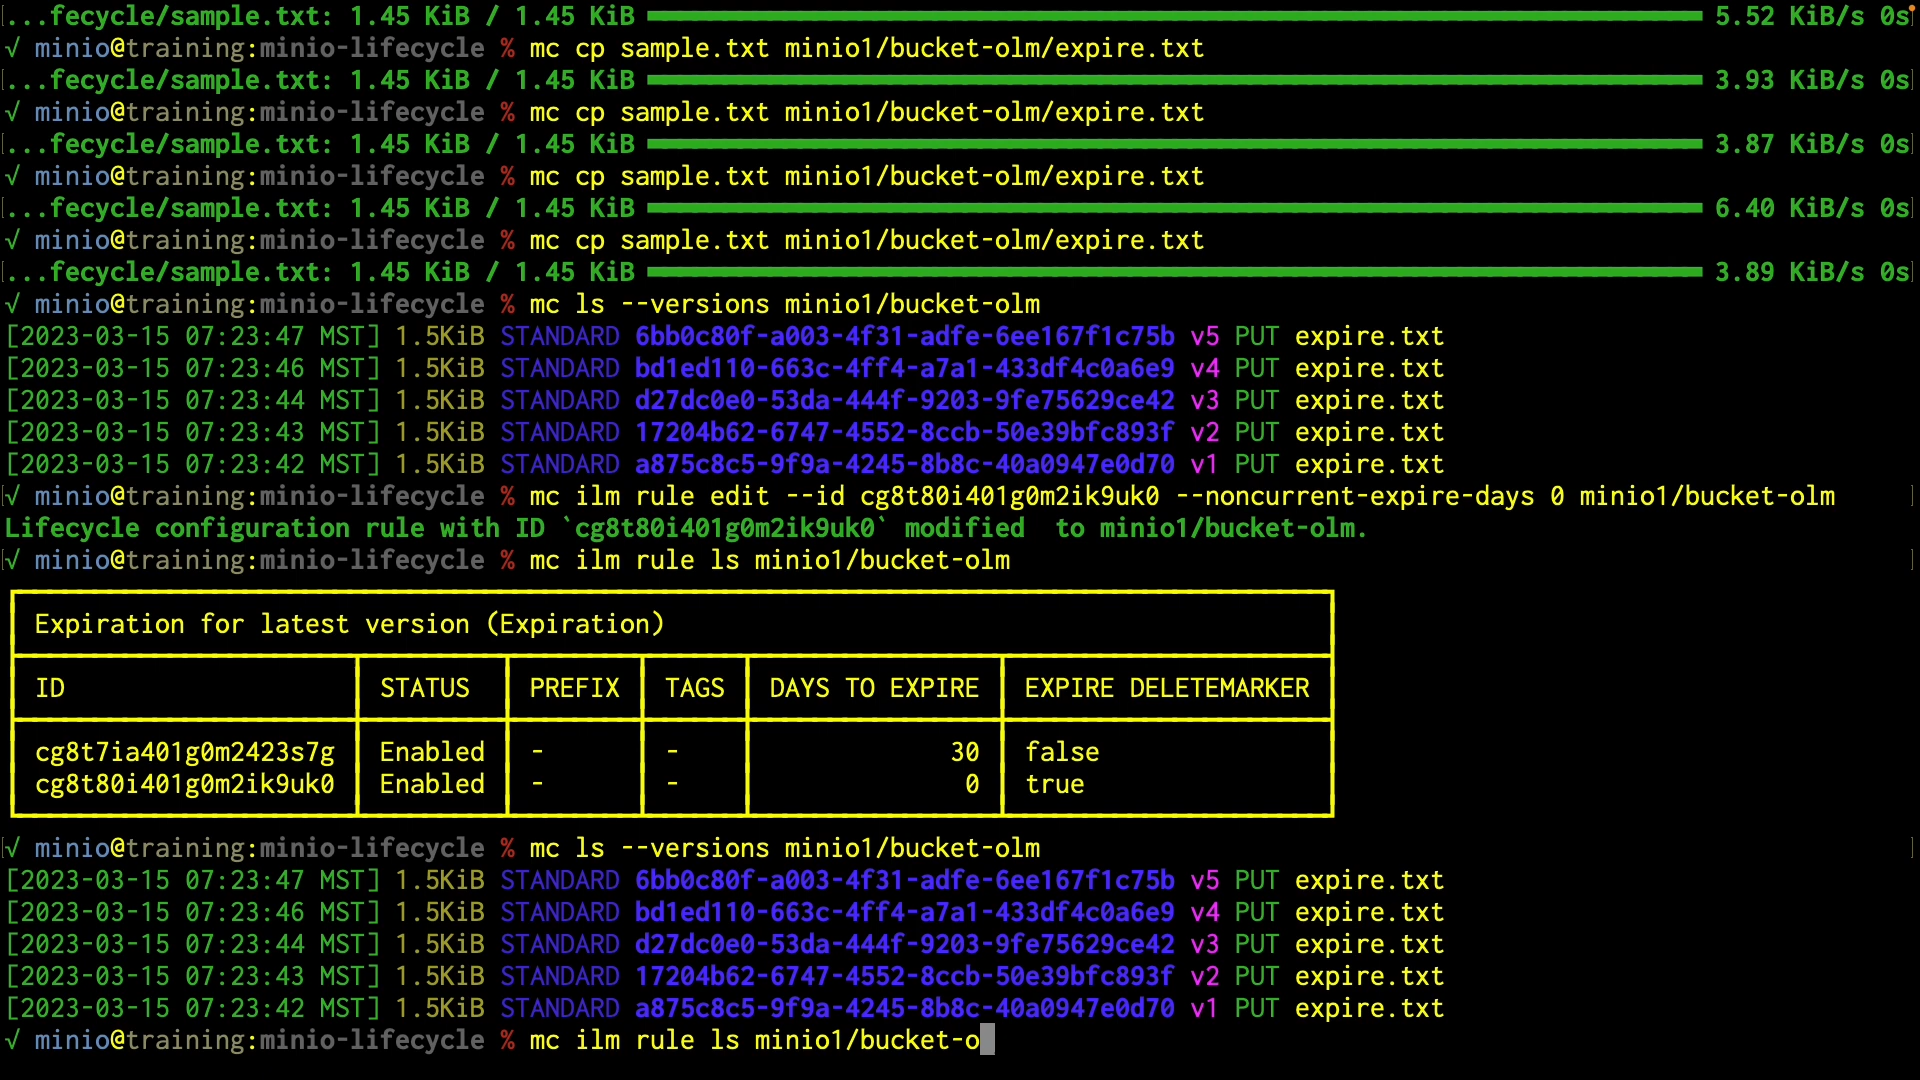 ...fecycle/sample.txt: 1.45 KiB / 1.45 KiB 5.52 KiB/s 0s
√ minio@training:minio-lifecycle % mc cp sample.txt minio1/bucket-olm/expire.txt
...fecycle/sample.txt: 1.45 KiB / 1.45 KiB 3.93 KiB/s 0s
√ minio@training:minio-lifecycle % mc cp sample.txt minio1/bucket-olm/expire.txt
...fecycle/sample.txt: 1.45 KiB / 1.45 KiB 3.87 KiB/s 0s
√ minio@training:minio-lifecycle % mc cp sample.txt minio1/bucket-olm/expire.txt
...fecycle/sample.txt: 1.45 KiB / 1.45 KiB 6.40 KiB/s 0s
√ minio@training:minio-lifecycle % mc cp sample.txt minio1/bucket-olm/expire.txt
...fecycle/sample.txt: 1.45 KiB / 1.45 KiB 3.89 KiB/s 0s
√ minio@training:minio-lifecycle % mc ls --versions minio1/bucket-olm
[2023-03-15 07:23:47 MST] 1.5KiB STANDARD 6bb0c80f-a003-4f31-adfe-6ee167f1c75b v5 PUT expire.txt
[2023-03-15 07:23:46 MST] 1.5KiB STANDARD bd1ed110-663c-4ff4-a7a1-433df4c0a6e9 v4 PUT expire.txt
[2023-03-15 07:23:44 MST] 1.5KiB STANDARD d27dc0e0-53da-444f-9203-9fe75629ce42 v3 PUT expire.txt
[2023-03-15 07:23:43 MST] 1.5KiB STANDARD 17204b62-6747-4552-8ccb-50e39bfc893f v2 PUT expire.txt
[2023-03-15 07:23:42 MST] 1.5KiB STANDARD a875c8c5-9f9a-4245-8b8c-40a0947e0d70 v1 PUT expire.txt
√ minio@training:minio-lifecycle % mc ilm rule edit --id cg8t80i401g0m2ik9uk0 --noncurrent-expire-days 0 minio1/bucket-olm
Lifecycle configuration rule with ID `cg8t80i401g0m2ik9uk0` modified  to minio1/bucket-olm.
√ minio@training:minio-lifecycle % mc ilm rule ls minio1/bucket-olm
Expiration for latest version (Expiration)
ID STATUS PREFIX TAGS DAYS TO EXPIRE EXPIRE DELETEMARKER
cg8t7ia401g0m2423s7g Enabled - - 30 false
cg8t80i401g0m2ik9uk0 Enabled - - 0 true
√ minio@training:minio-lifecycle % mc ls --versions minio1/bucket-olm
[2023-03-15 07:23:47 MST] 1.5KiB STANDARD 6bb0c80f-a003-4f31-adfe-6ee167f1c75b v5 PUT expire.txt
[2023-03-15 07:23:46 MST] 1.5KiB STANDARD bd1ed110-663c-4ff4-a7a1-433df4c0a6e9 v4 PUT expire.txt
[2023-03-15 07:23:44 MST] 1.5KiB STANDARD d27dc0e0-53da-444f-9203-9fe75629ce42 v3 PUT expire.txt
[2023-03-15 07:23:43 MST] 1.5KiB STANDARD 17204b62-6747-4552-8ccb-50e39bfc893f v2 PUT expire.txt
[2023-03-15 07:23:42 MST] 1.5KiB STANDARD a875c8c5-9f9a-4245-8b8c-40a0947e0d70 v1 PUT expire.txt
√ minio@training:minio-lifecycle % mc ilm rule ls minio1/bucket-o